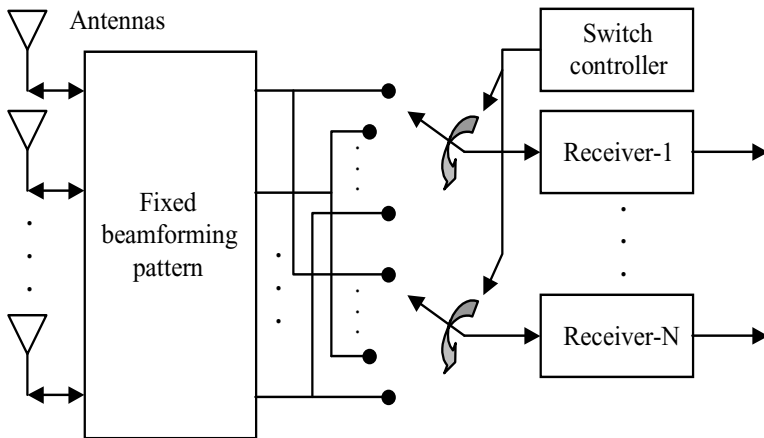 Antennas
Switch
controller
Receiver-1
Fixed
beamforming
pattern
Receiver-N